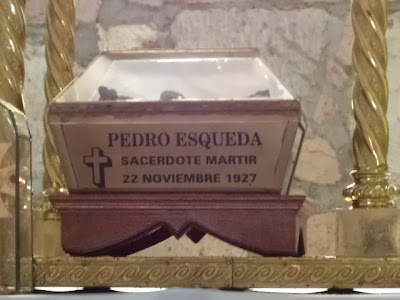 PEDRO ESQUEDA
SACERDOTE MARTIR
22 NOVIEMBRE 1927